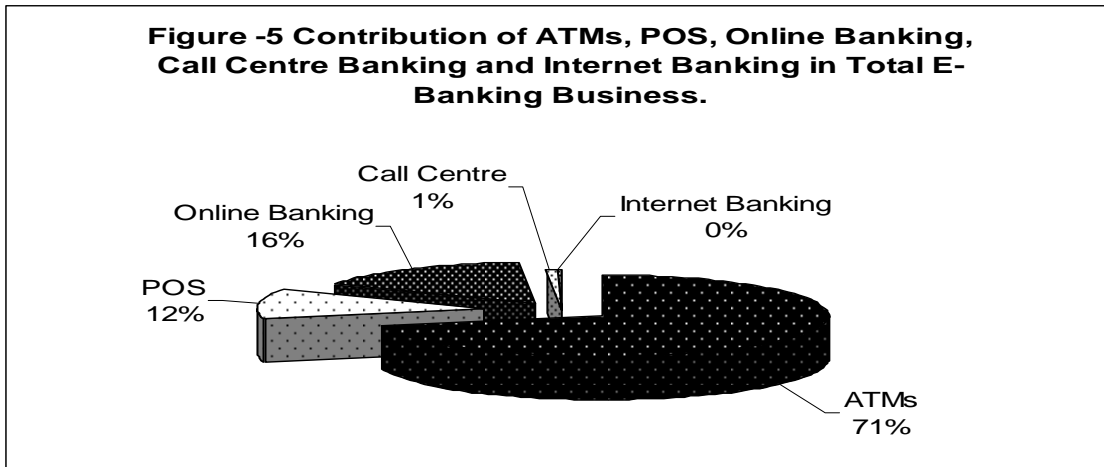 Figure -5 Contribution of ATMs, POS, Online Banking,
Call Centre Banking and Internet Banking in Total E-
Banking Business.
Call Centre
1%
Internet Banking
0%
Online Banking
16%
POS
12%
ATMs
71%